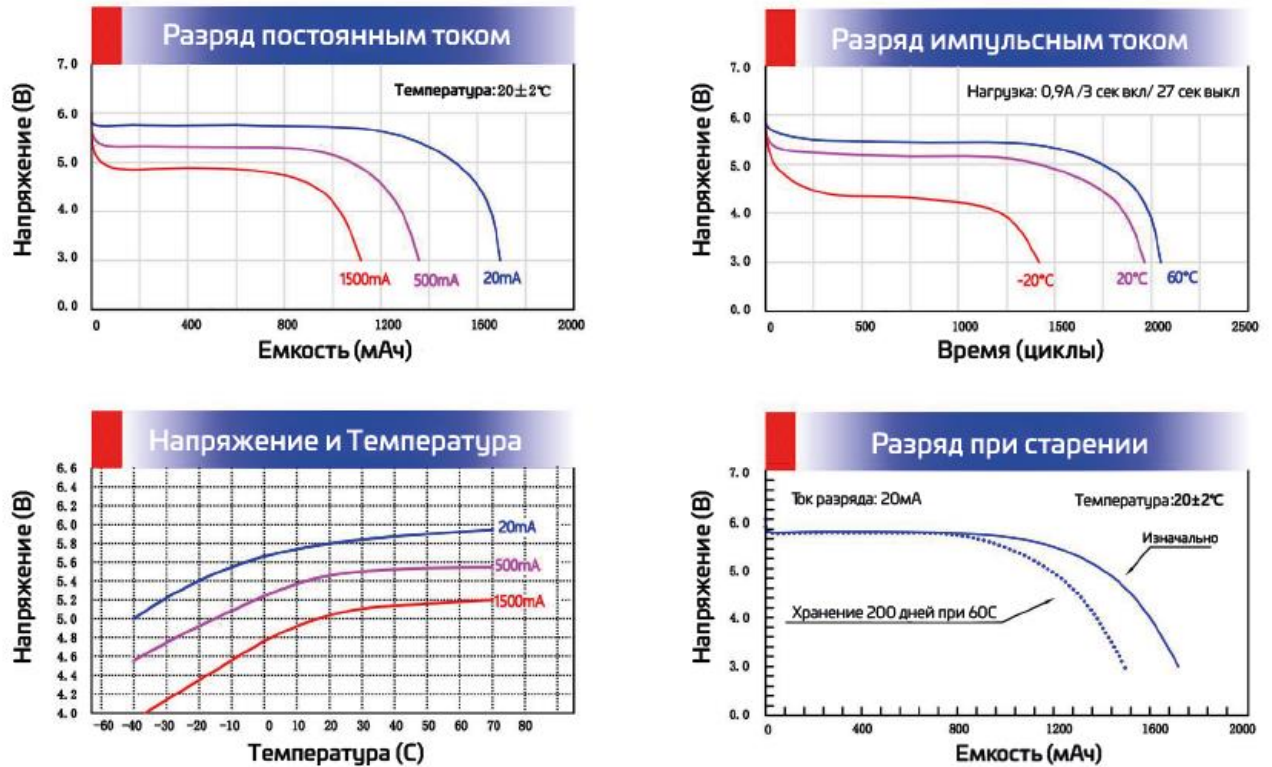 Разряд постоянным током
Напряжение (В)
7.0
6.0
5.0
4.0
3.0
0.0
Температура: 20±2℃
1500mA
500mA
20mA
0 400 800 1200 1600 2000
Емкость (мАч)
Разряд импульсным током
Напряжение (В)
7.0
6.0
5.0
4.0
3.0
0.0
Нагрузка: 0,9А /3 сек вкл/ 27 сек выкл
-20°C
20°C
60°C
0 500 1000 1500 2000 2500
Время (циклы)
Напряжение и Температура
Напряжение (В)
6.6
6.4
6.2
6.0
5.8
5.6
5.4
5.2
5.0
4.8
4.6
4.4
4.2
4.0
20mA
500mA
1500mA
-60 -40 -30 -20 -10 0 10 20 30 40 50 60 70 80
Температура (С)
Разряд при старении
Напряжение (В)
7.0
6.0
5.0
4.0
3.0
0.0
Ток разряда: 20мА
Температура:20±2℃
Изначально
Хранение 200 дней при 60С
0 400 800 1200 1600 2000
Емкость (мАч)